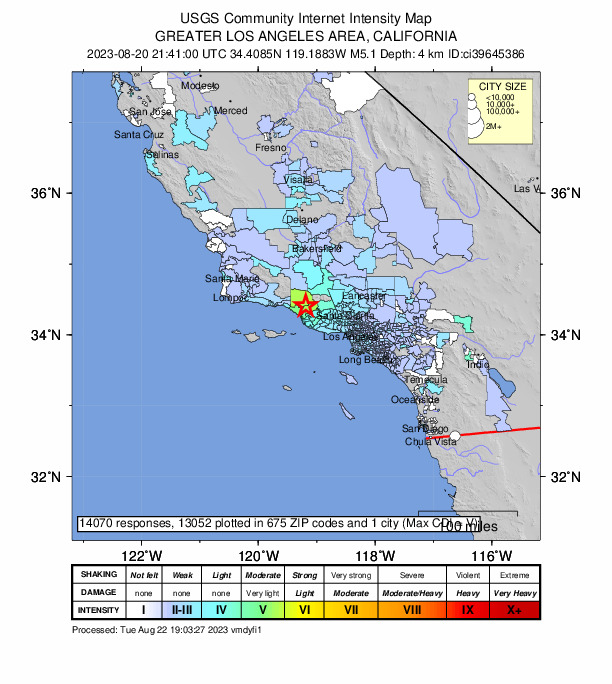 USGS Community Internet Intensity Map
GREATER LOS ANGELES AREA, CALIFORNIA
2023-08-20 21:41:00 UTC 34.4085N 119.1883W M5.1 Depth: 4 km ID:ci39645386
CITY SIZE
<10,000
10,000+
100,000+
2M+
Modesto
San Jose
Merced
Santa Cruz
Fresno
Salinas
Visalia
Las V
36°N
36°N
Delano
Bakersfield
Santa Maria
Lompoc
Lancaster
Santa Clarita
34°N
34°N
Los Angeles
Long Beach
Indio
Temecula
Oceanside
San Diego
Chula Vista
32°N
32°N
14070 responses, 13052 plotted in 675 ZIP codes and 1 city (Max CDI = V)
100 miles
122°W 120°W 118°W 116°W
SHAKING Not felt Weak Light Moderate Strong Very strong Severe Violent Extreme
DAMAGE none none none Very light Light Moderate Moderate/Heavy Heavy Very Heavy
INTENSITY I II-III IV V VI VII VIII IX X+
Processed: Tue Aug 22 19:03:27 2023 vmdyfi1